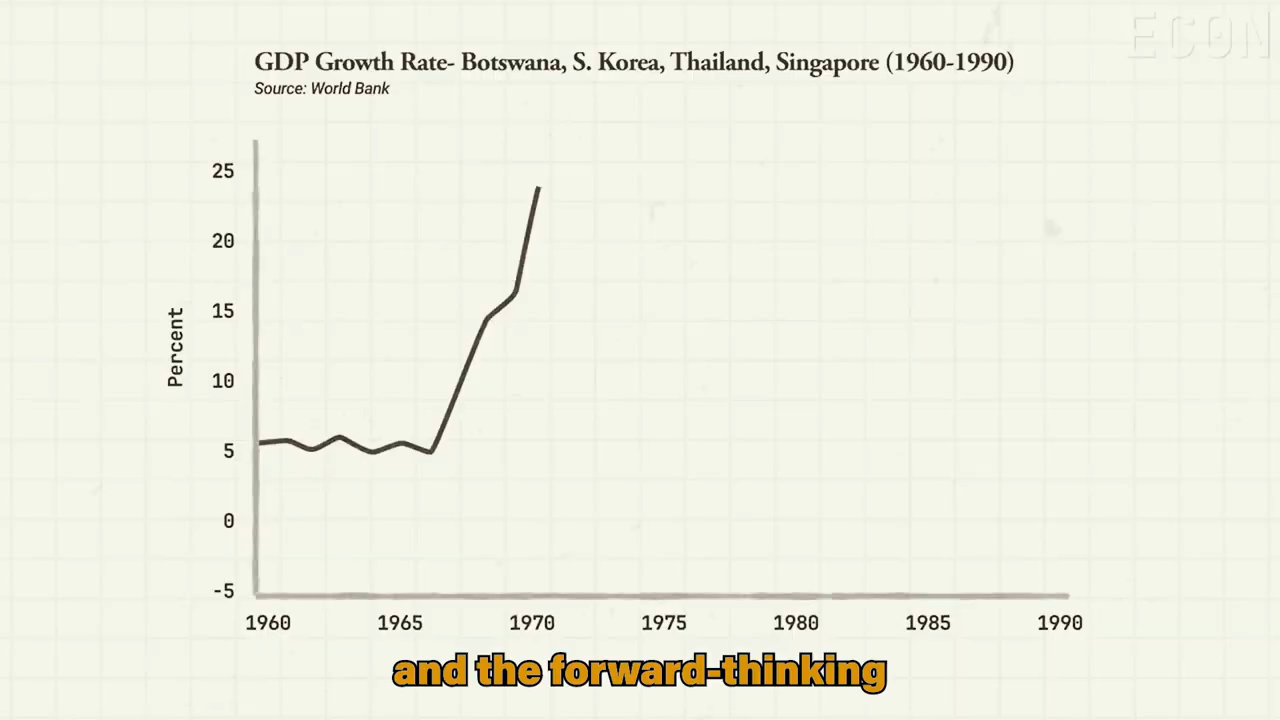 ECON
GDP Growth Rate- Botswana, S. Korea, Thailand, Singapore (1960-1990)
Source: World Bank
25
20
15
10
5
0
-5
Percent
1960 1965 1970 1975 1980 1985 1990
and the forward-thinking